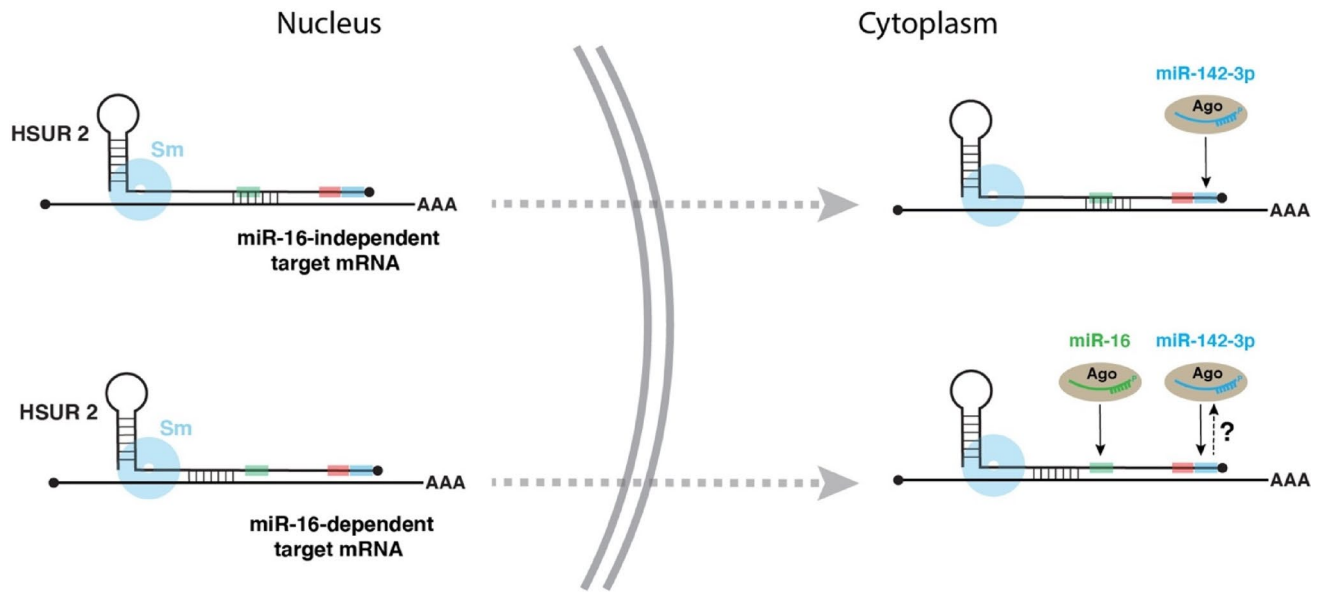 Nucleus
Cytoplasm
HSUR 2
Sm
AAA
miR-16-independent
target mRNA
miR-142-3p
Ago
AAA
HSUR 2
Sm
AAA
miR-16-dependent
target mRNA
miR-16
miR-142-3p
Ago
Ago
?
AAA